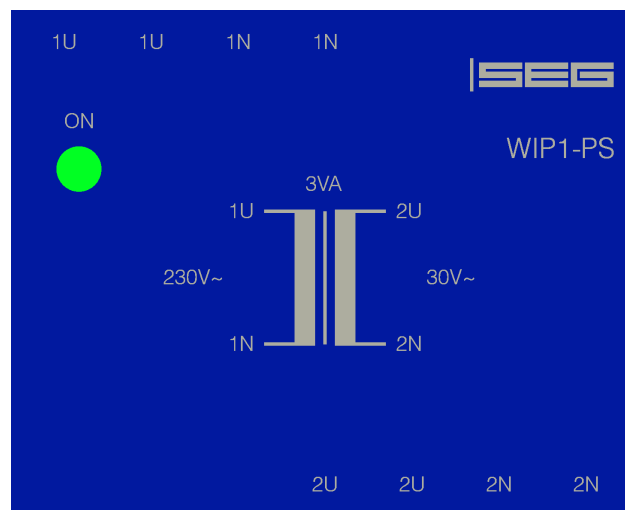 1U 1U 1N 1N
SEG
ON
WIP1-PS
3VA
1U 2U
230V~ 30V~
1N 2N
2U 2U 2N 2N